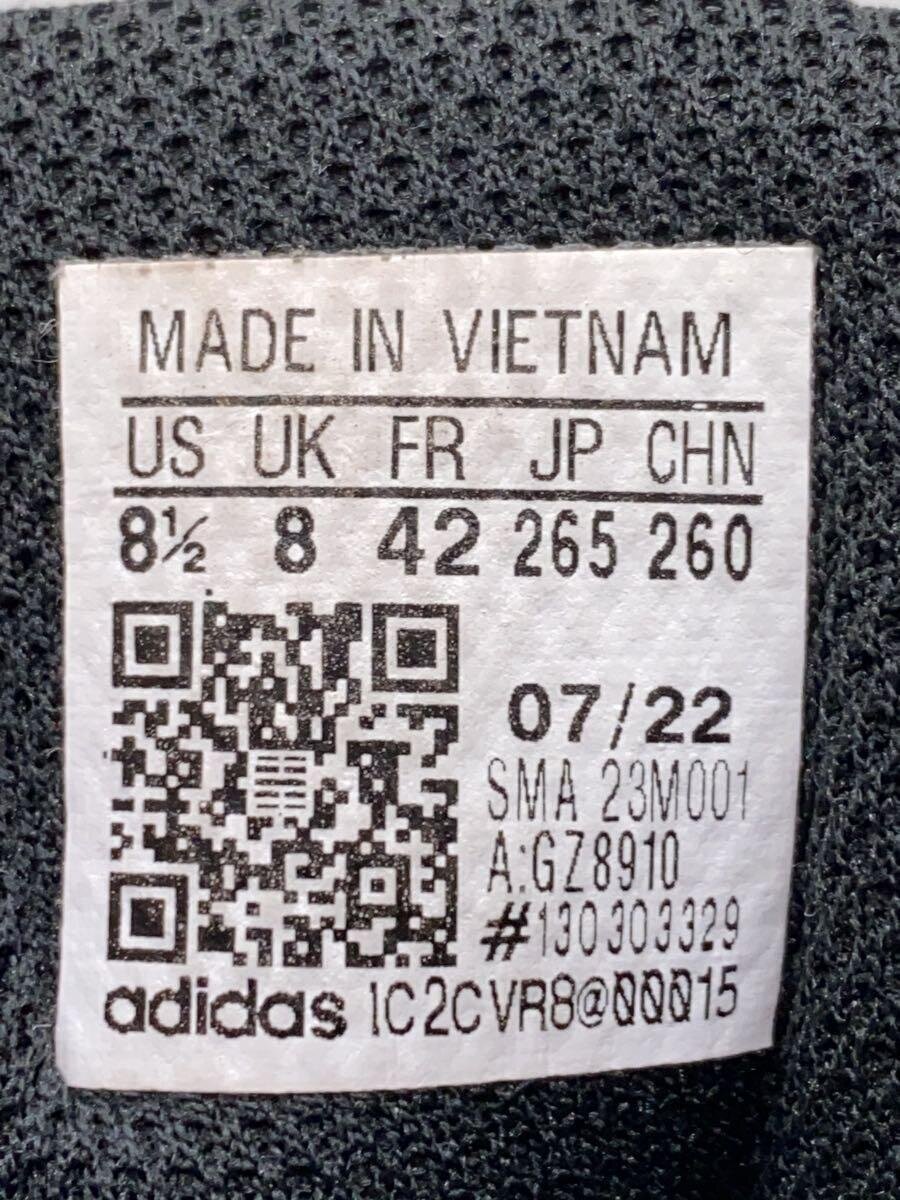 MADE IN VIETNAM
US UK FR JP CHN
8½ 8 42 265 260
07/22
SMA 23M001
A:GZ8910
#130303329
adidas 1C2CVR8@00015